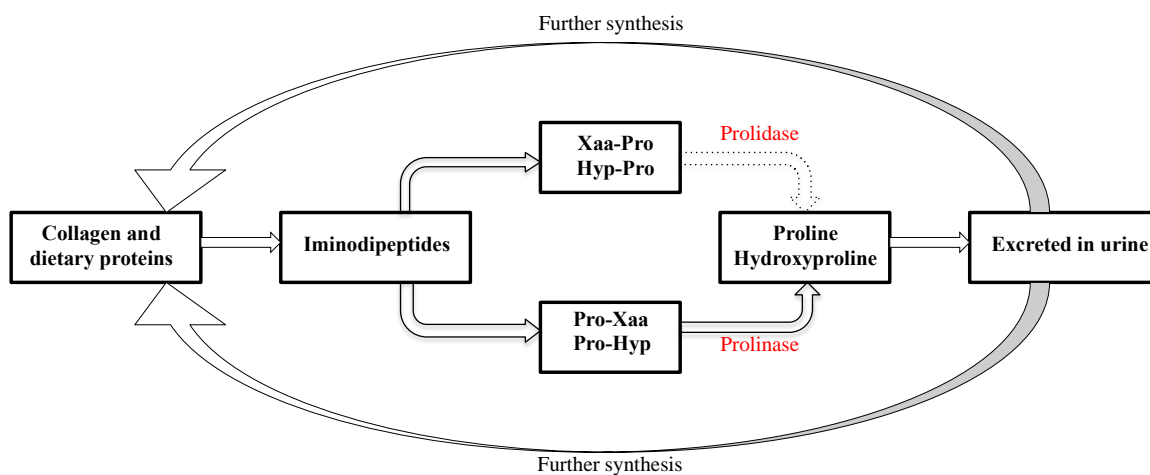 Further synthesis
Xaa-Pro
Hyp-Pro
Prolidase
Collagen and
dietary proteins
Iminodipeptides
Proline
Hydroxyproline
Excreted in urine
Pro-Xaa
Pro-Hyp
Prolinase
Further synthesis